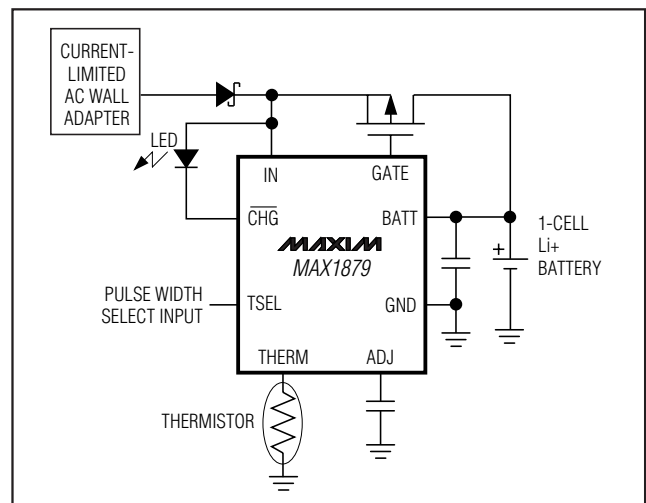 CURRENT-
LIMITED
AC WALL
ADAPTER
LED
IN
GATE
CHG
BATT
MAXIM
MAX1879
1-CELL
Li+
BATTERY
+
PULSE WIDTH
SELECT INPUT
TSEL
GND
THERM
ADJ
THERMISTOR